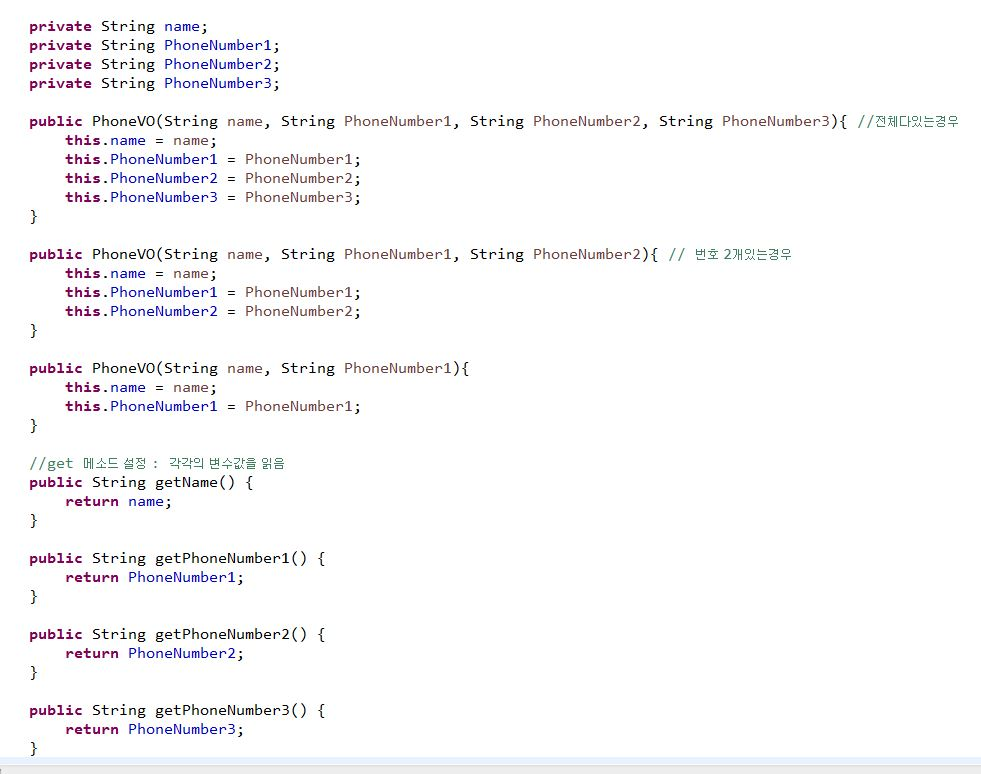 private String name;
private String PhoneNumber1;
private String PhoneNumber2;
private String PhoneNumber3;
public PhoneVO(String name, String PhoneNumber1, String PhoneNumber2, String PhoneNumber3){ //전체다있는경우
this.name = name;
this.PhoneNumber1 = PhoneNumber1;
this.PhoneNumber2 = PhoneNumber2;
this.PhoneNumber3 = PhoneNumber3;
}
public PhoneVO(String name, String PhoneNumber1, String PhoneNumber2){ // 번호 2개있는경우
this.name = name;
this.PhoneNumber1 = PhoneNumber1;
this.PhoneNumber2 = PhoneNumber2;
}
public PhoneVO(String name, String PhoneNumber1){
this.name = name;
this.PhoneNumber1 = PhoneNumber1;
}
//get 메소드 설정 : 각각의 변수값을 읽음
public String getName() {
return name;
}
public String getPhoneNumber1() {
return PhoneNumber1;
}
public String getPhoneNumber2() {
return PhoneNumber2;
}
public String getPhoneNumber3() {
return PhoneNumber3;
}